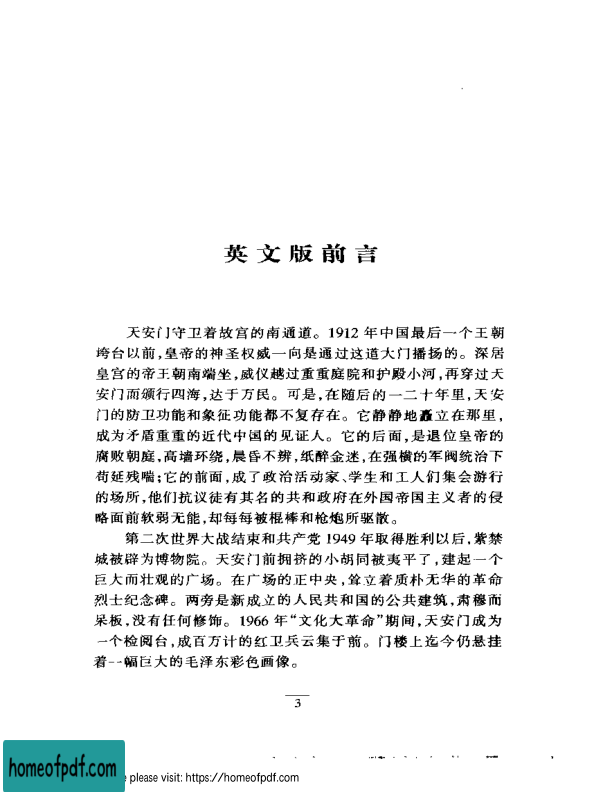 英文版前言
天安门守卫着故宫的南通道。1912 年中国最后一个王朝
垮台以前,皇帝的神圣权威一向是通过这道大门播扬的。深居
皇宫的帝王朝南端坐,威仪越过重重庭院和护殿小河,再穿过天
安门而颁行四海,达于万民。可是,在随后的一二十年里,天安
门的防卫功能和象征功能都不复存在。它静静地矗立在那里,
成为矛盾重重的近代中国的见证人。它的后面,是退位皇帝的
腐败朝庭,高墙环绕,晨昏不辨,纸醉金迷,在强横的军阀统治下
苟延残喘;它的前面,成了政治活动家、学生和工人们集会游行
的场所,他们抗议徒有其名的共和政府在外国帝国主义者的侵
略面前软弱无能,却每每被棍棒和枪炮所驱散。
第二次世界大战结束和共产党 1949 年取得胜利以后,紫禁
城被辟为博物院。天安门前拥挤的小胡同被夷平了,建起一个
巨大而壮观的广场。在广场的正中央,耸立着质朴无华的革命
烈士纪念碑。两旁是新成立的人民共和国的公共建筑,肃穆而
呆板,没有任何修饰。1966 年“文化大革命”期间,天安门成为
一个检阅台,成百万计的红卫兵云集于前。门楼上迄今仍悬挂
着一幅巨大的毛泽东彩色画像。
3
homeofpdf.com
please visit: https://homeofpdf.com